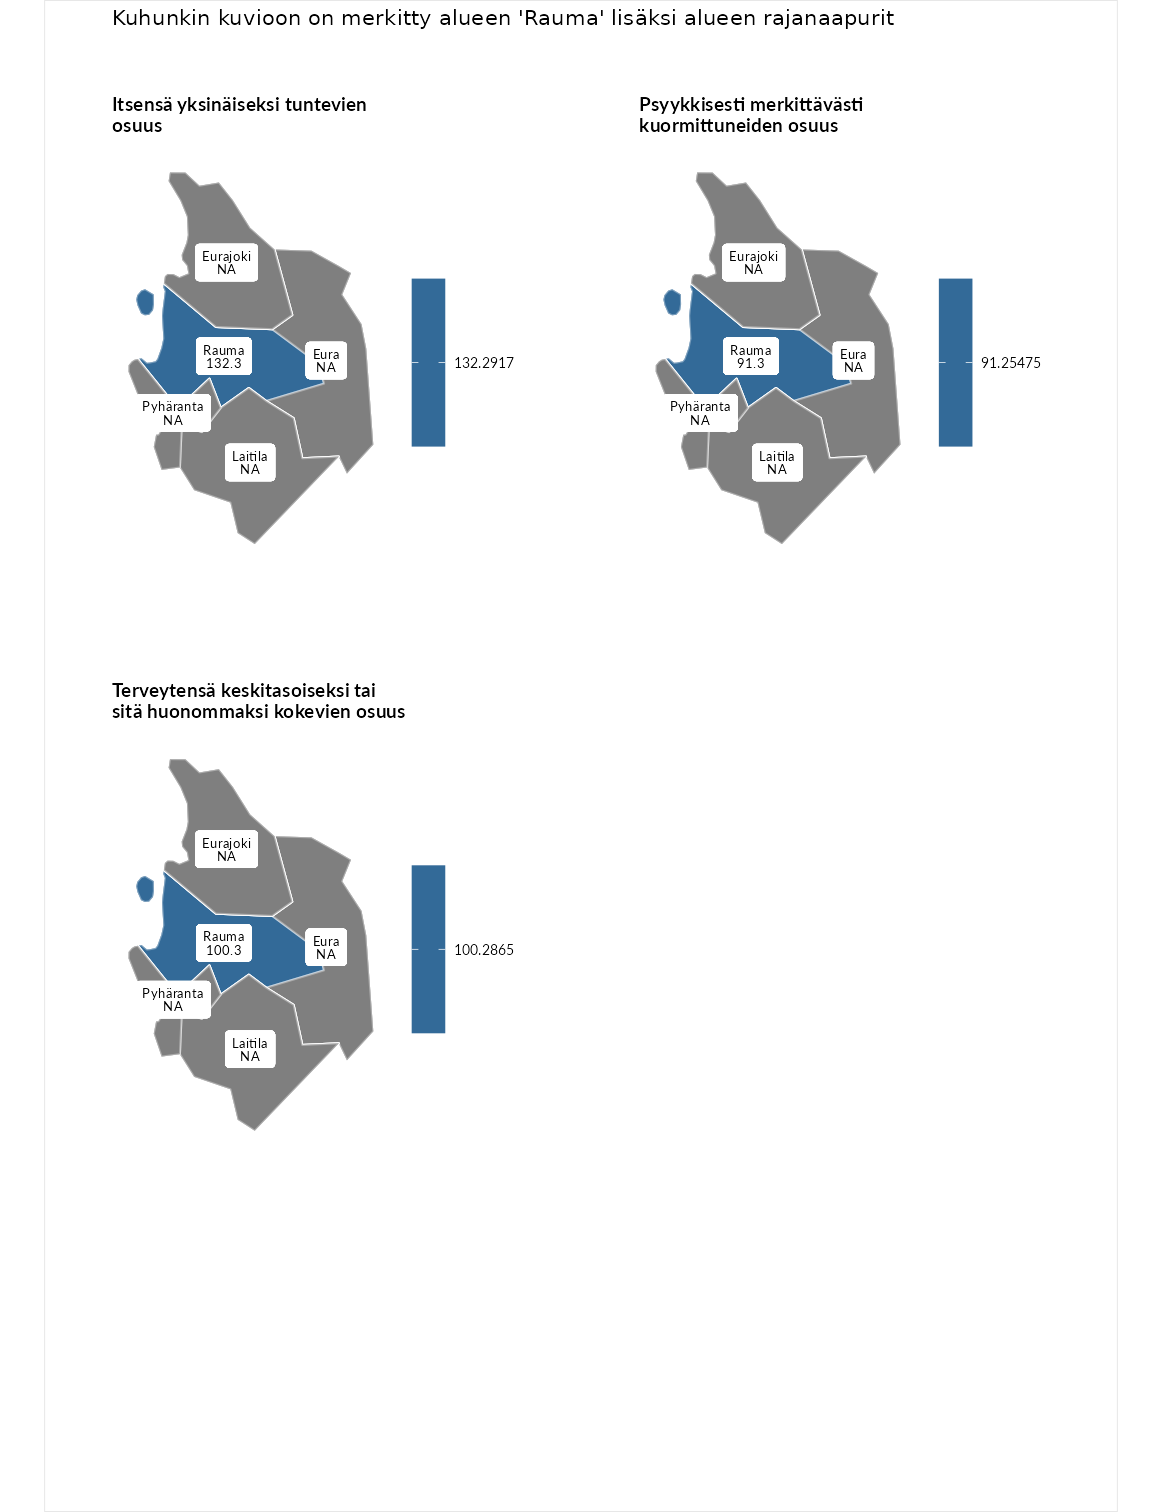 Kuhunkin kuvioon on merkitty alueen 'Rauma' lisäksi alueen rajanaapurit
Itsensä yksinäiseksi tuntevien
osuus
Eurajoki
NA
Rauma
132.3
Eura
NA
Pyhäranta
NA
Laitila
NA
132.2917
Psyykkisesti merkittävästi
kuormittuneiden osuus
Eurajoki
NA
Rauma
91.3
Eura
NA
Pyhäranta
NA
Laitila
NA
91.25475
Terveytensä keskitasoiseksi tai
sitä huonommaksi kokevien osuus
Eurajoki
NA
Rauma
100.3
Eura
NA
Pyhäranta
NA
Laitila
NA
100.2865